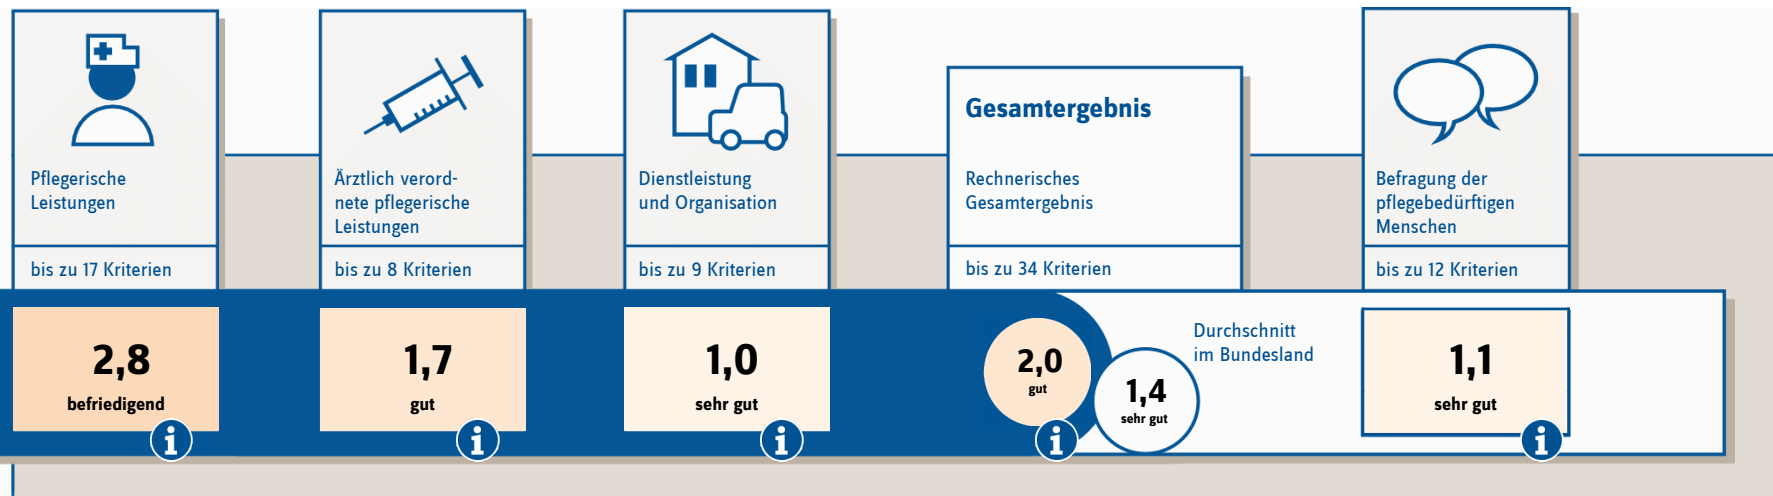 Pflegerische
Leistungen
bis zu 17 Kriterien
2,8
befriedigend
i
Ärztlich verord-
nete pflegerische
Leistungen
bis zu 8 Kriterien
1,7
gut
i
Dienstleistung
und Organisation
bis zu 9 Kriterien
1,0
sehr gut
i
Gesamtergebnis
Rechnerisches
Gesamtergebnis
bis zu 34 Kriterien
2,0
gut
i
1,4
sehr gut
Durchschnitt
im Bundesland
Befragung der
pflegebedürftigen
Menschen
bis zu 12 Kriterien
1,1
sehr gut
i